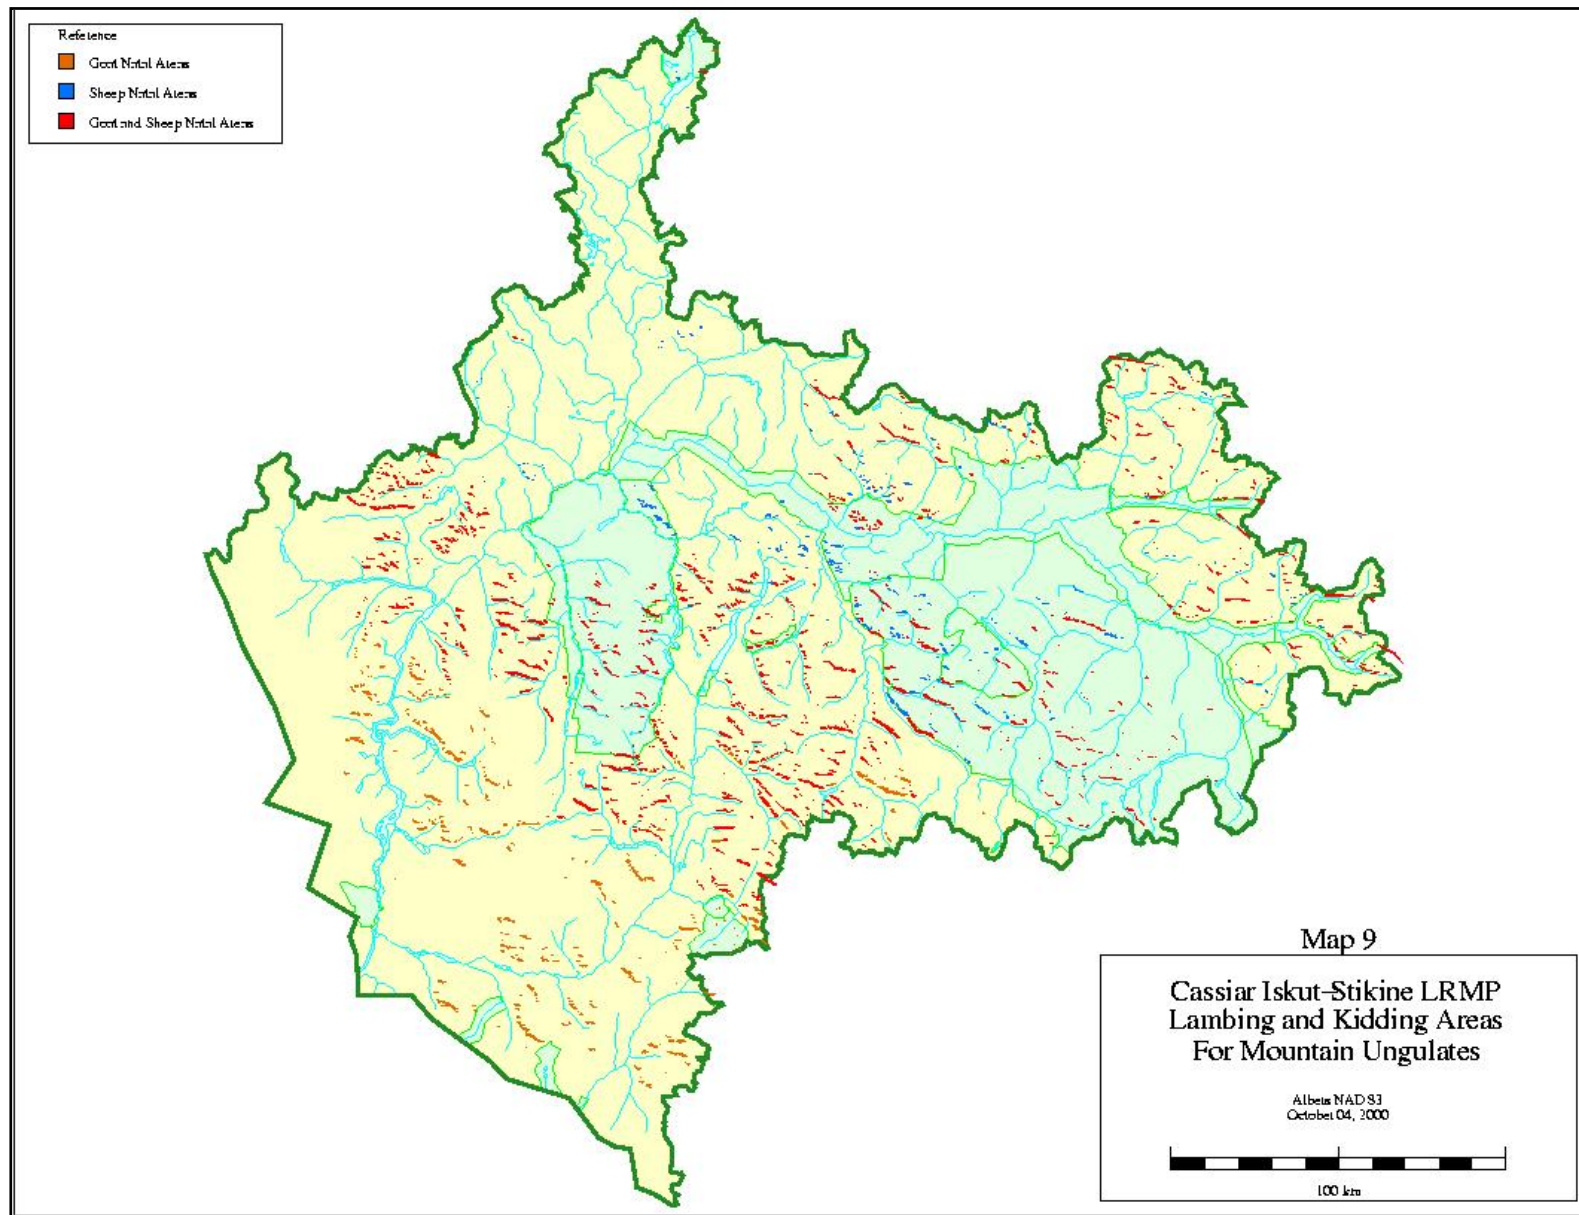 Reference
Goat Natal Areas
Sheep Natal Areas
Goat and Sheep Natal Areas
Map 9
Cassiar Iskut-Stikine LRMP
Lambing and Kidding Areas
For Mountain Ungulates
Albers NAD 83
October 04, 2000
100 km